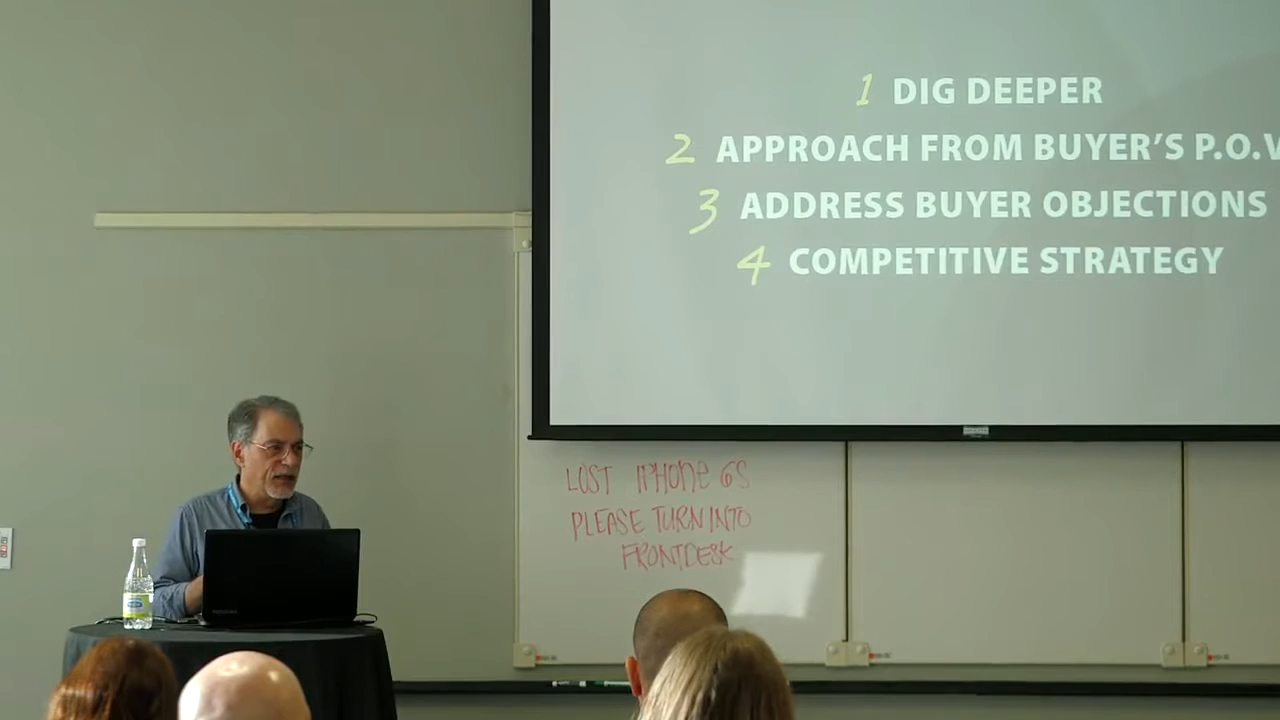 1 DIG DEEPER
2 APPROACH FROM BUYER'S P.O.V
3 ADDRESS BUYER OBJECTIONS
4 COMPETITIVE STRATEGY
LOST IPHONE 6S
PLEASE TURN INTO
FRONTDESK
TOSHIBA